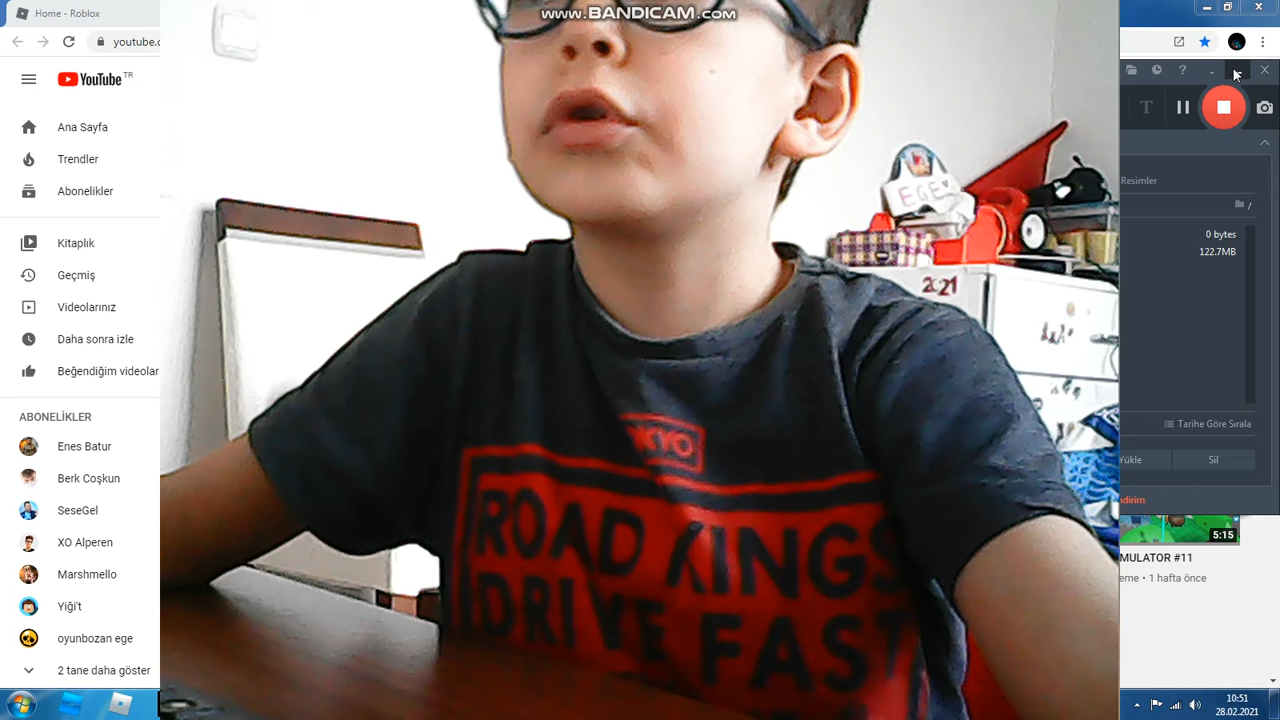 Home - Roblox
www.BANDICAM.com
youtube.c
YouTube TR
Ana Sayfa
Trendler
Abonelikler
Kitaplık
Geçmiş
Videolarınız
Daha sonra izle
Beğendiğim videolar
ABONELİKLER
Enes Batur
Berk Coşkun
SeseGel
XO Alperen
Marshmello
Yiği't
oyunbozan ege
2 tane daha göster
EGE
2021
KYO
ROAD KINGS
DRIVE FAST
T
Resimler
/
0 bytes
122.7MB
Tarihe Göre Sırala
Yükle
Sil
ndirim
5:15
MULATOR #11
eme • 1 hafta önce
10:51
28.02.2021